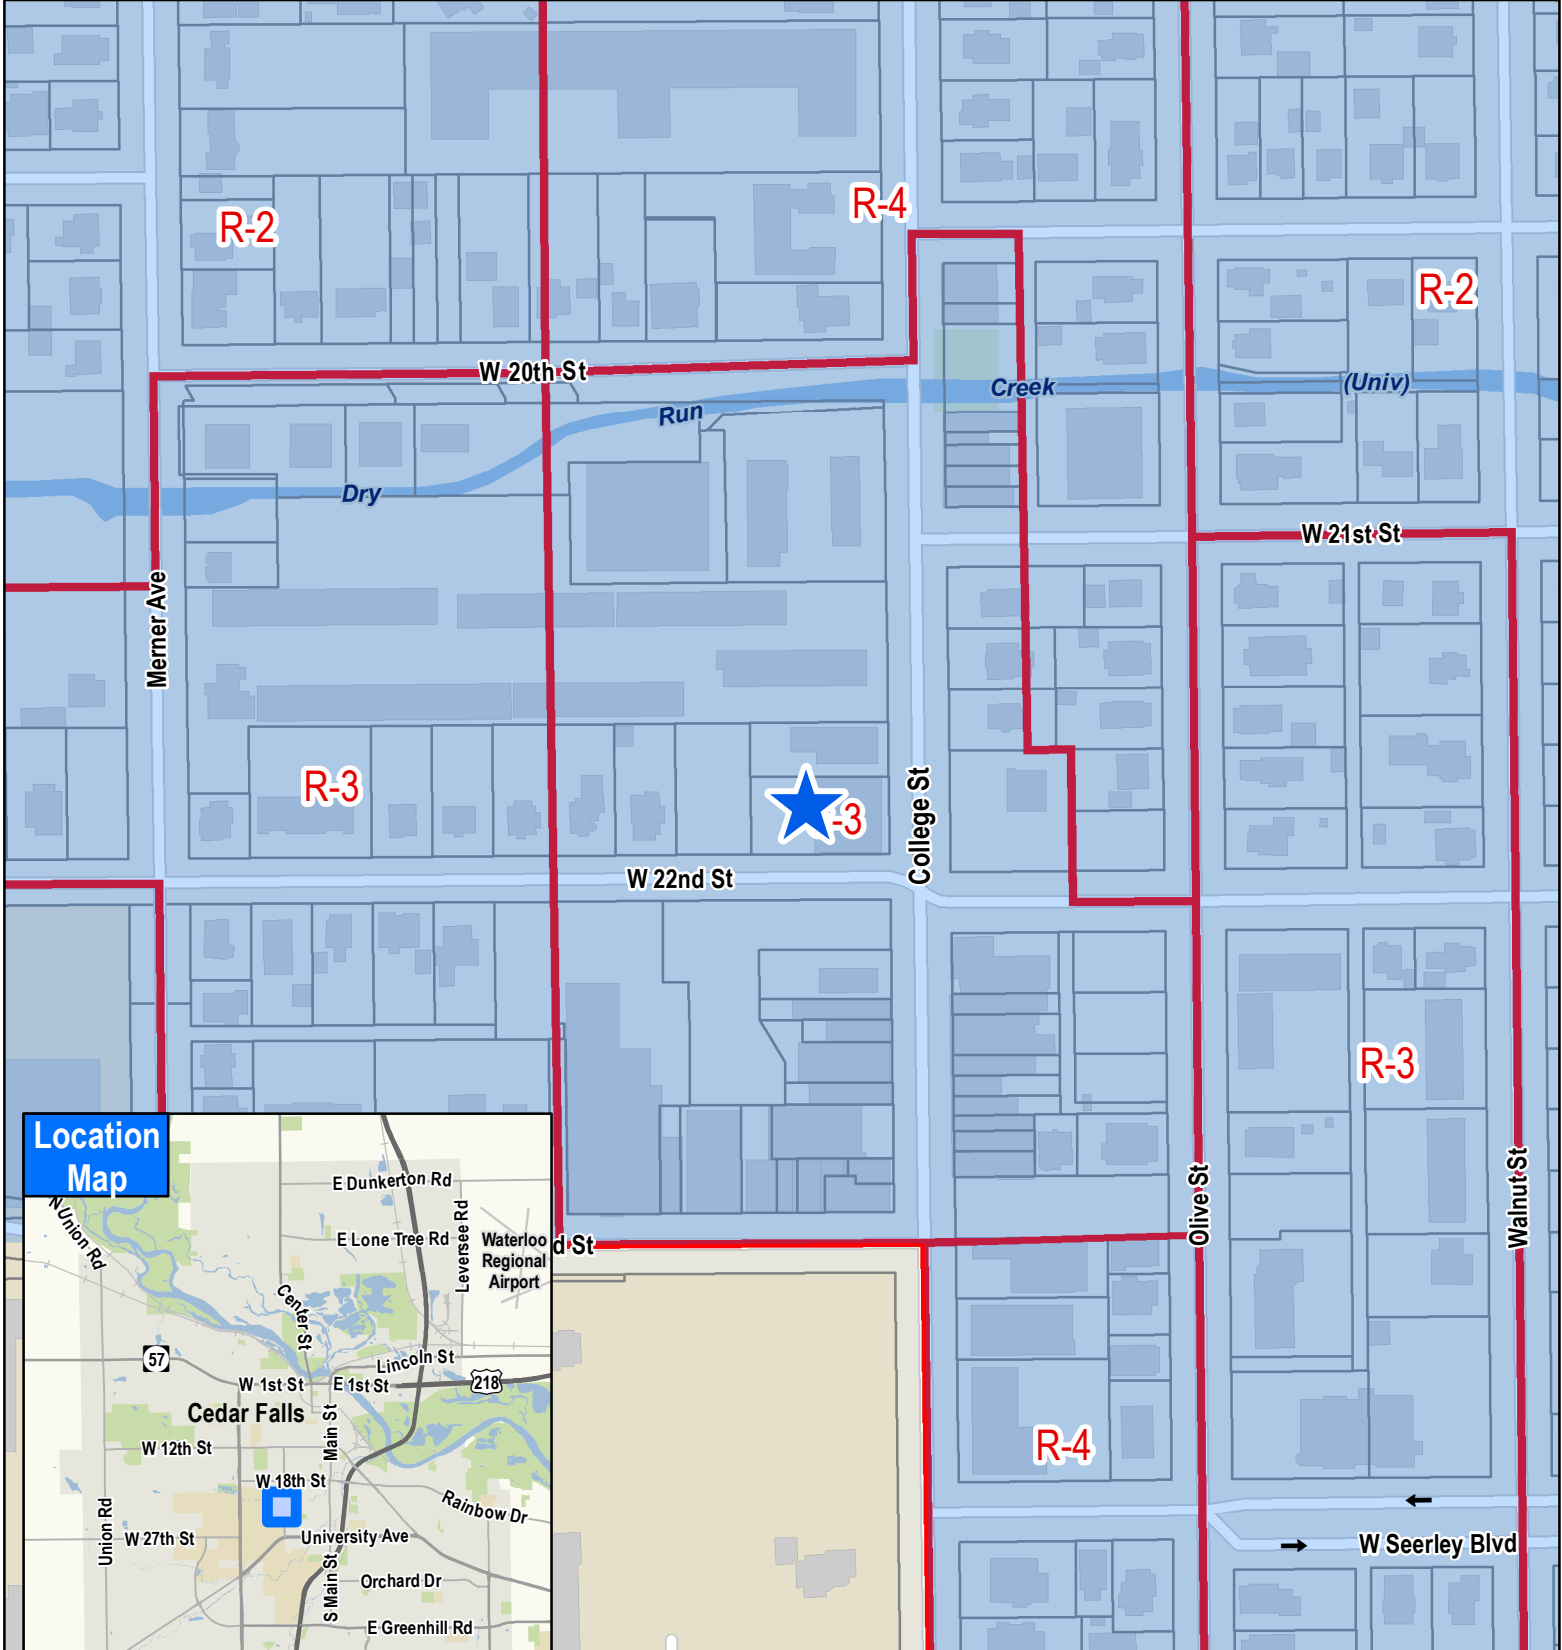 R-4
R-2
R-2
W 20th St
Creek
(Univ)
Run
Dry
W 21st St
Merner Ave
R-3
-3
College St
W 22nd St
R-3
Olive St
Walnut St
d St
R-4
W Seerley Blvd
Location
Map
N Union Rd
E Dunkerton Rd
E Lone Tree Rd
Leversee Rd
Waterloo
Regional
Airport
Center St
57
Lincoln St
W 1st St
E 1st St
218
Cedar Falls
Main St
W 12th St
W 18th St
Rainbow Dr
Union Rd
W 27th St
University Ave
S Main St
Orchard Dr
E Greenhill Rd